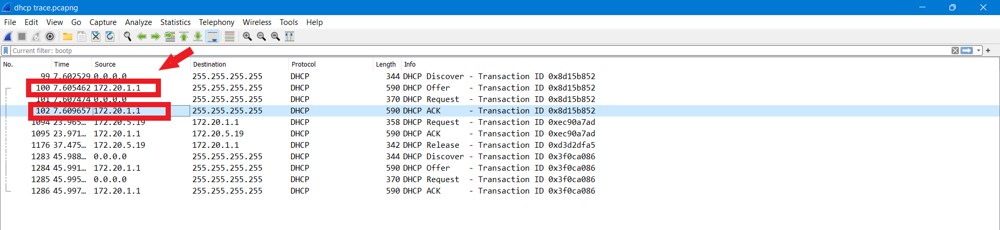 dhcp trace.pcapng
File Edit View Go Capture Analyze Statistics Telephony Wireless Tools Help
Current filter: bootp
No. Time Source Destination Protocol Length Info
99 7.602529 0.0.0.0 255.255.255.255 DHCP 344 DHCP Discover - Transaction ID 0x8d15b852
100 7.605462 172.20.1.1 255.255.255.255 DHCP 590 DHCP Offer - Transaction ID 0x8d15b852
101 7.607474 0.0.0.0 255.255.255.255 DHCP 370 DHCP Request - Transaction ID 0x8d15b852
102 7.609657 172.20.1.1 255.255.255.255 DHCP 590 DHCP ACK - Transaction ID 0x8d15b852
1094 23.965… 172.20.5.19 172.20.1.1 DHCP 358 DHCP Request - Transaction ID 0xec90a7ad
1095 23.971… 172.20.1.1 172.20.5.19 DHCP 590 DHCP ACK - Transaction ID 0xec90a7ad
1176 37.475… 172.20.5.19 172.20.1.1 DHCP 342 DHCP Release - Transaction ID 0xd3d2dfa5
1283 45.988… 0.0.0.0 255.255.255.255 DHCP 344 DHCP Discover - Transaction ID 0x3f0ca086
1284 45.991… 172.20.1.1 255.255.255.255 DHCP 590 DHCP Offer - Transaction ID 0x3f0ca086
1285 45.995… 0.0.0.0 255.255.255.255 DHCP 370 DHCP Request - Transaction ID 0x3f0ca086
1286 45.997… 172.20.1.1 255.255.255.255 DHCP 590 DHCP ACK - Transaction ID 0x3f0ca086